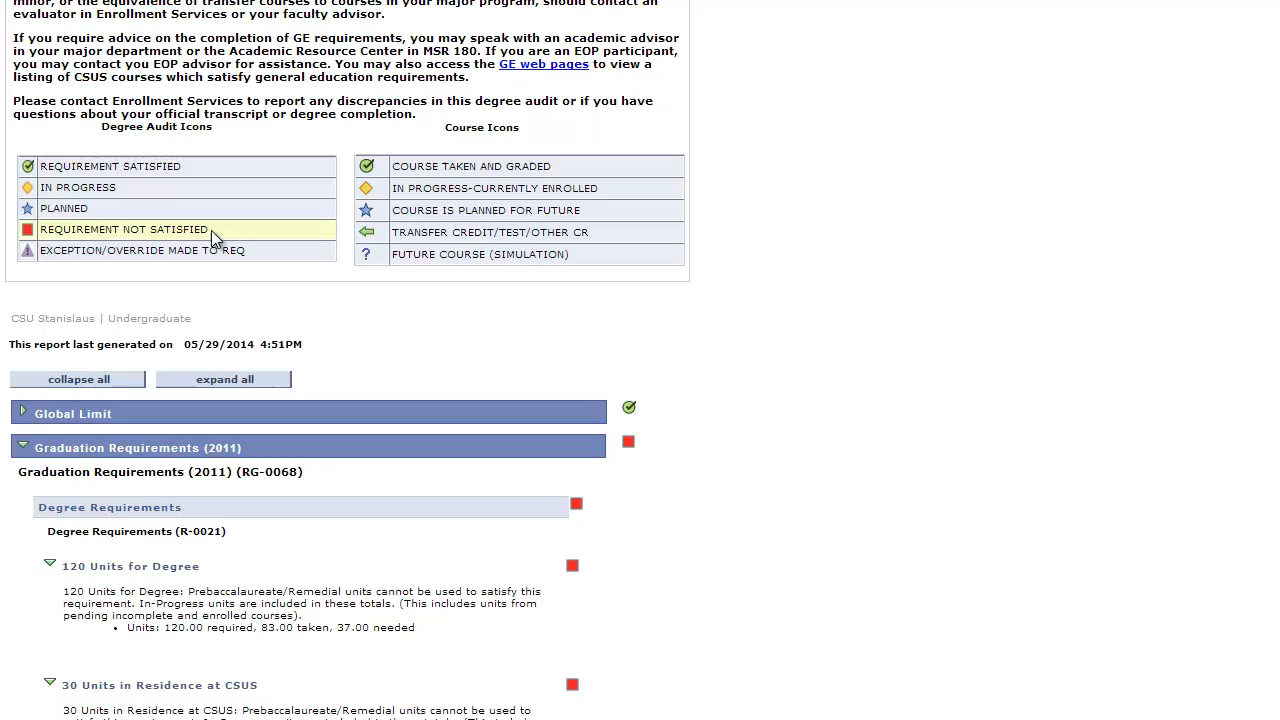 minor, or the equivalence of transfer courses to courses in your major program, should contact an
evaluator in Enrollment Services or your faculty advisor.
If you require advice on the completion of GE requirements, you may speak with an academic advisor
in your major department or the Academic Resource Center in MSR 180. If you are an EOP participant,
you may contact you EOP advisor for assistance. You may also access the GE web pages to view a
listing of CSUS courses which satisfy general education requirements.
Please contact Enrollment Services to report any discrepancies in this degree audit or if you have
questions about your official transcript or degree completion.
Degree Audit Icons
REQUIREMENT SATISFIED
IN PROGRESS
PLANNED
REQUIREMENT NOT SATISFIED
EXCEPTION/OVERRIDE MADE TO REQ
Course Icons
COURSE TAKEN AND GRADED
IN PROGRESS-CURRENTLY ENROLLED
COURSE IS PLANNED FOR FUTURE
TRANSFER CREDIT/TEST/OTHER CR
? FUTURE COURSE (SIMULATION)
CSU Stanislaus | Undergraduate
This report last generated on 05/29/2014 4:51PM
collapse all expand all
Global Limit
Graduation Requirements (2011)
Graduation Requirements (2011) (RG-0068)
Degree Requirements
Degree Requirements (R-0021)
120 Units for Degree
120 Units for Degree: Prebaccalaureate/Remedial units cannot be used to satisfy this
requirement. In-Progress units are included in these totals. (This includes units from
pending incomplete and enrolled courses).
• Units: 120.00 required, 83.00 taken, 37.00 needed
30 Units in Residence at CSUS
30 Units in Residence at CSUS: Prebaccalaureate/Remedial units cannot be used to